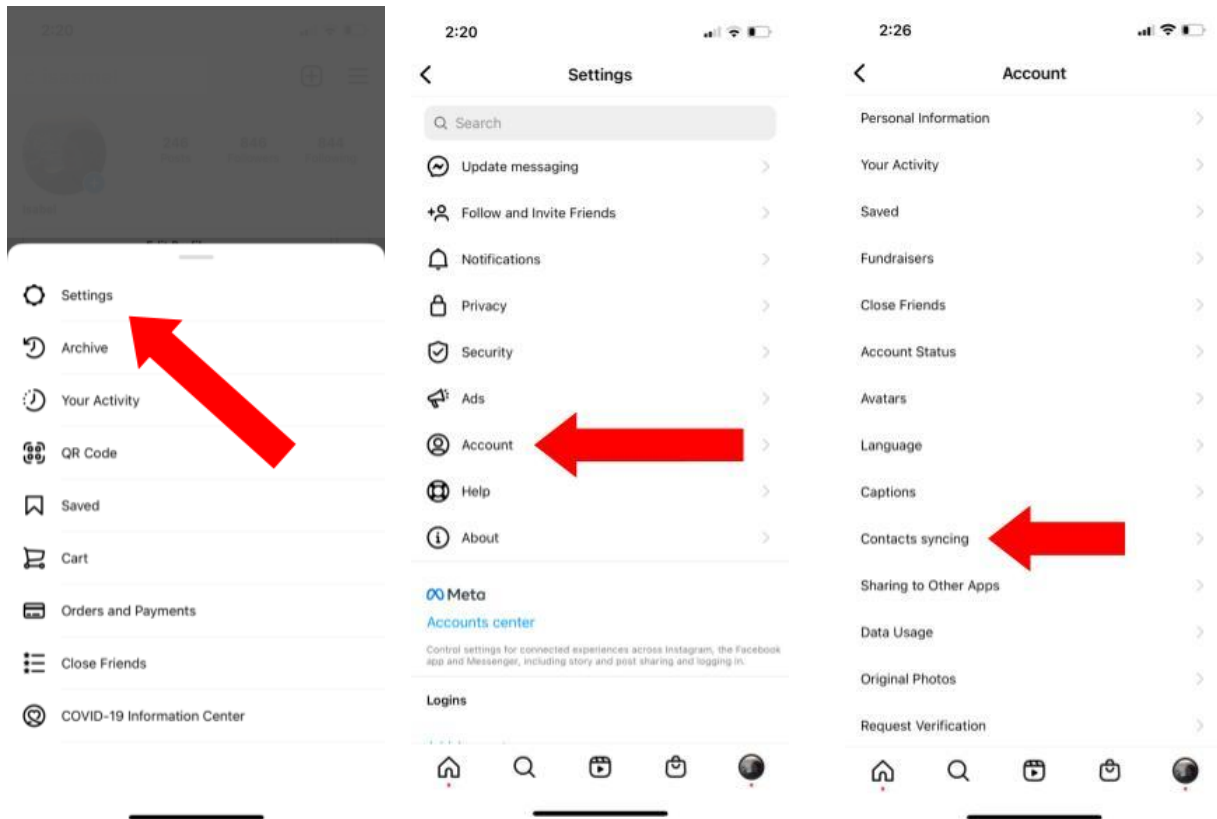 2:20
Settings
Archive
Your Activity
QR Code
Saved
Cart
Orders and Payments
Close Friends
COVID-19 Information Center
2:20
Settings
Search
Update messaging
Follow and Invite Friends
Notifications
Privacy
Security
Ads
Account
Help
About
Meta
Accounts center
Control settings for connected experiences across Instagram, the Facebook
app and Messenger, including story and post sharing and logging in.
Logins
2:26
Account
Personal Information
Your Activity
Saved
Fundraisers
Close Friends
Account Status
Avatars
Language
Captions
Contacts syncing
Sharing to Other Apps
Data Usage
Original Photos
Request Verification